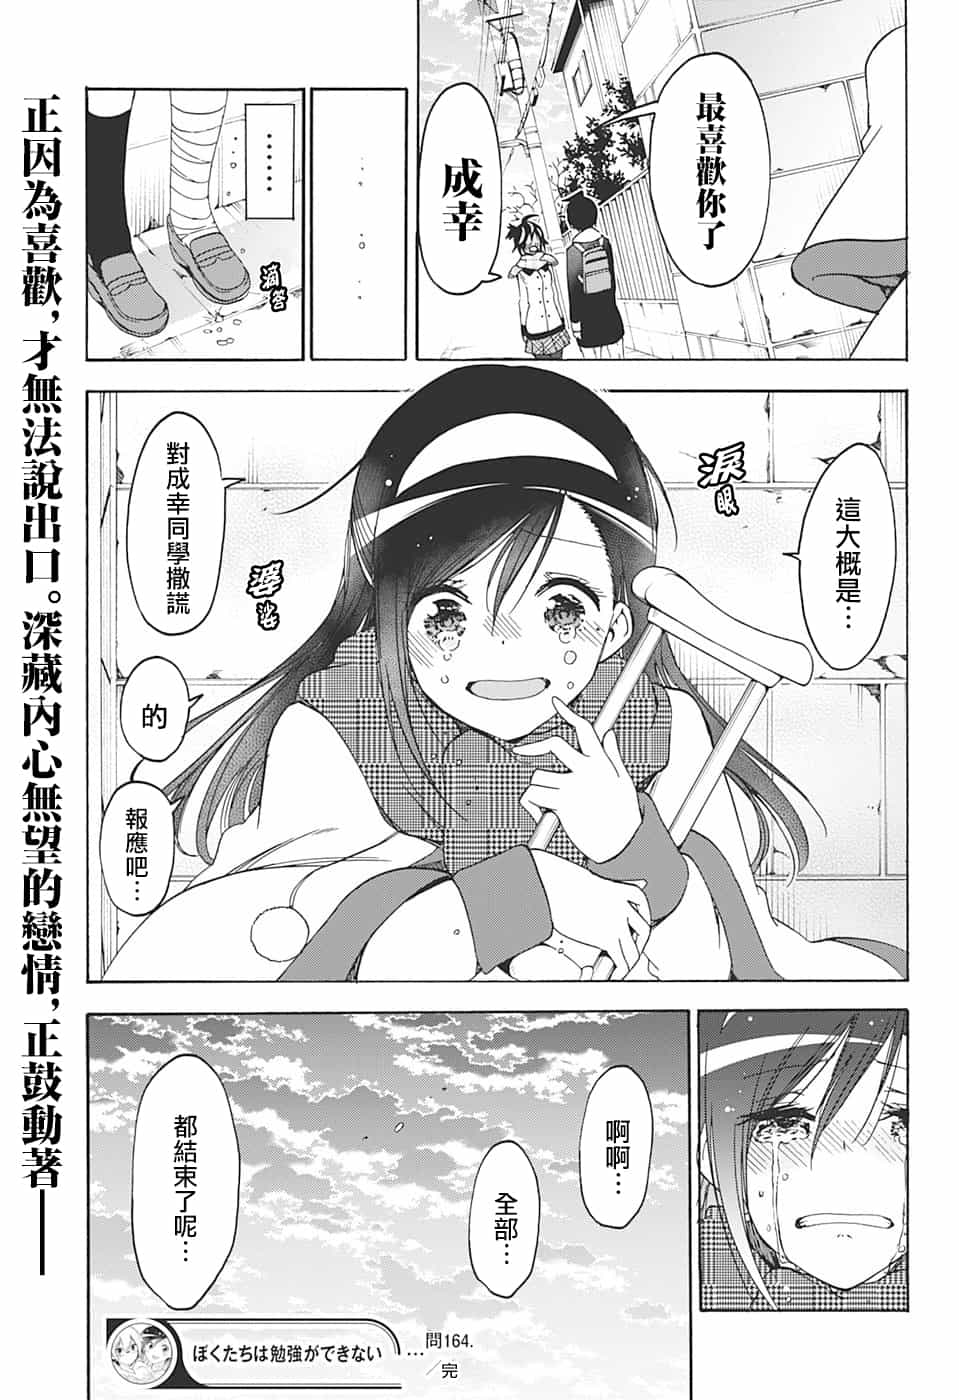 最喜歡你了
成幸
……
滴答
這大概是…
淚眼
婆娑
對成幸同學撒謊
的
報應吧…
啊啊…
全部…
都結束了呢…
ぼくたちは勉強ができない
…問164.
／完
正因為喜歡，才無法說出口。深藏內心無望的戀情，正鼓動著——